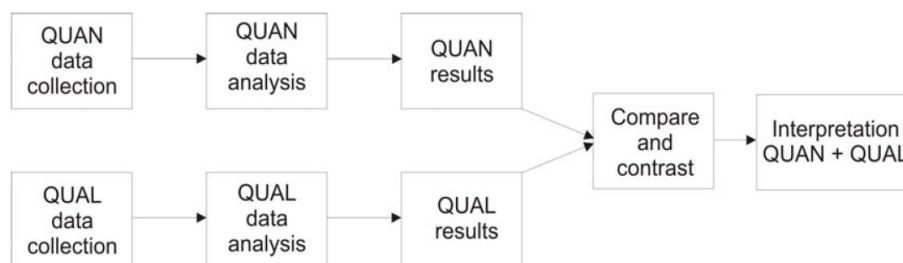 QUAN
data
collection
QUAN
data
analysis
QUAN
results
Compare
and
contrast
Interpretation
QUAN + QUAL
QUAL
data
collection
QUAL
data
analysis
QUAL
results